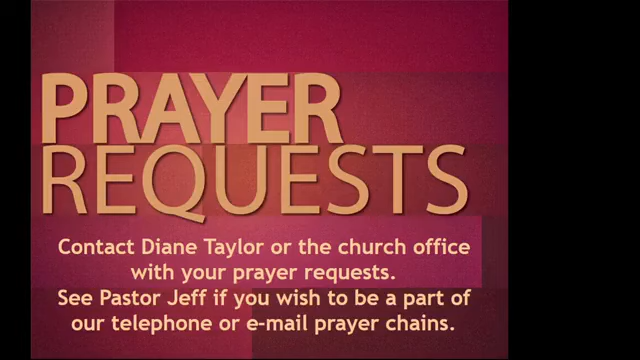 PRAYER
REQUESTS
Contact Diane Taylor or the church office
with your prayer requests.
See Pastor Jeff if you wish to be a part of
our telephone or e-mail prayer chains.